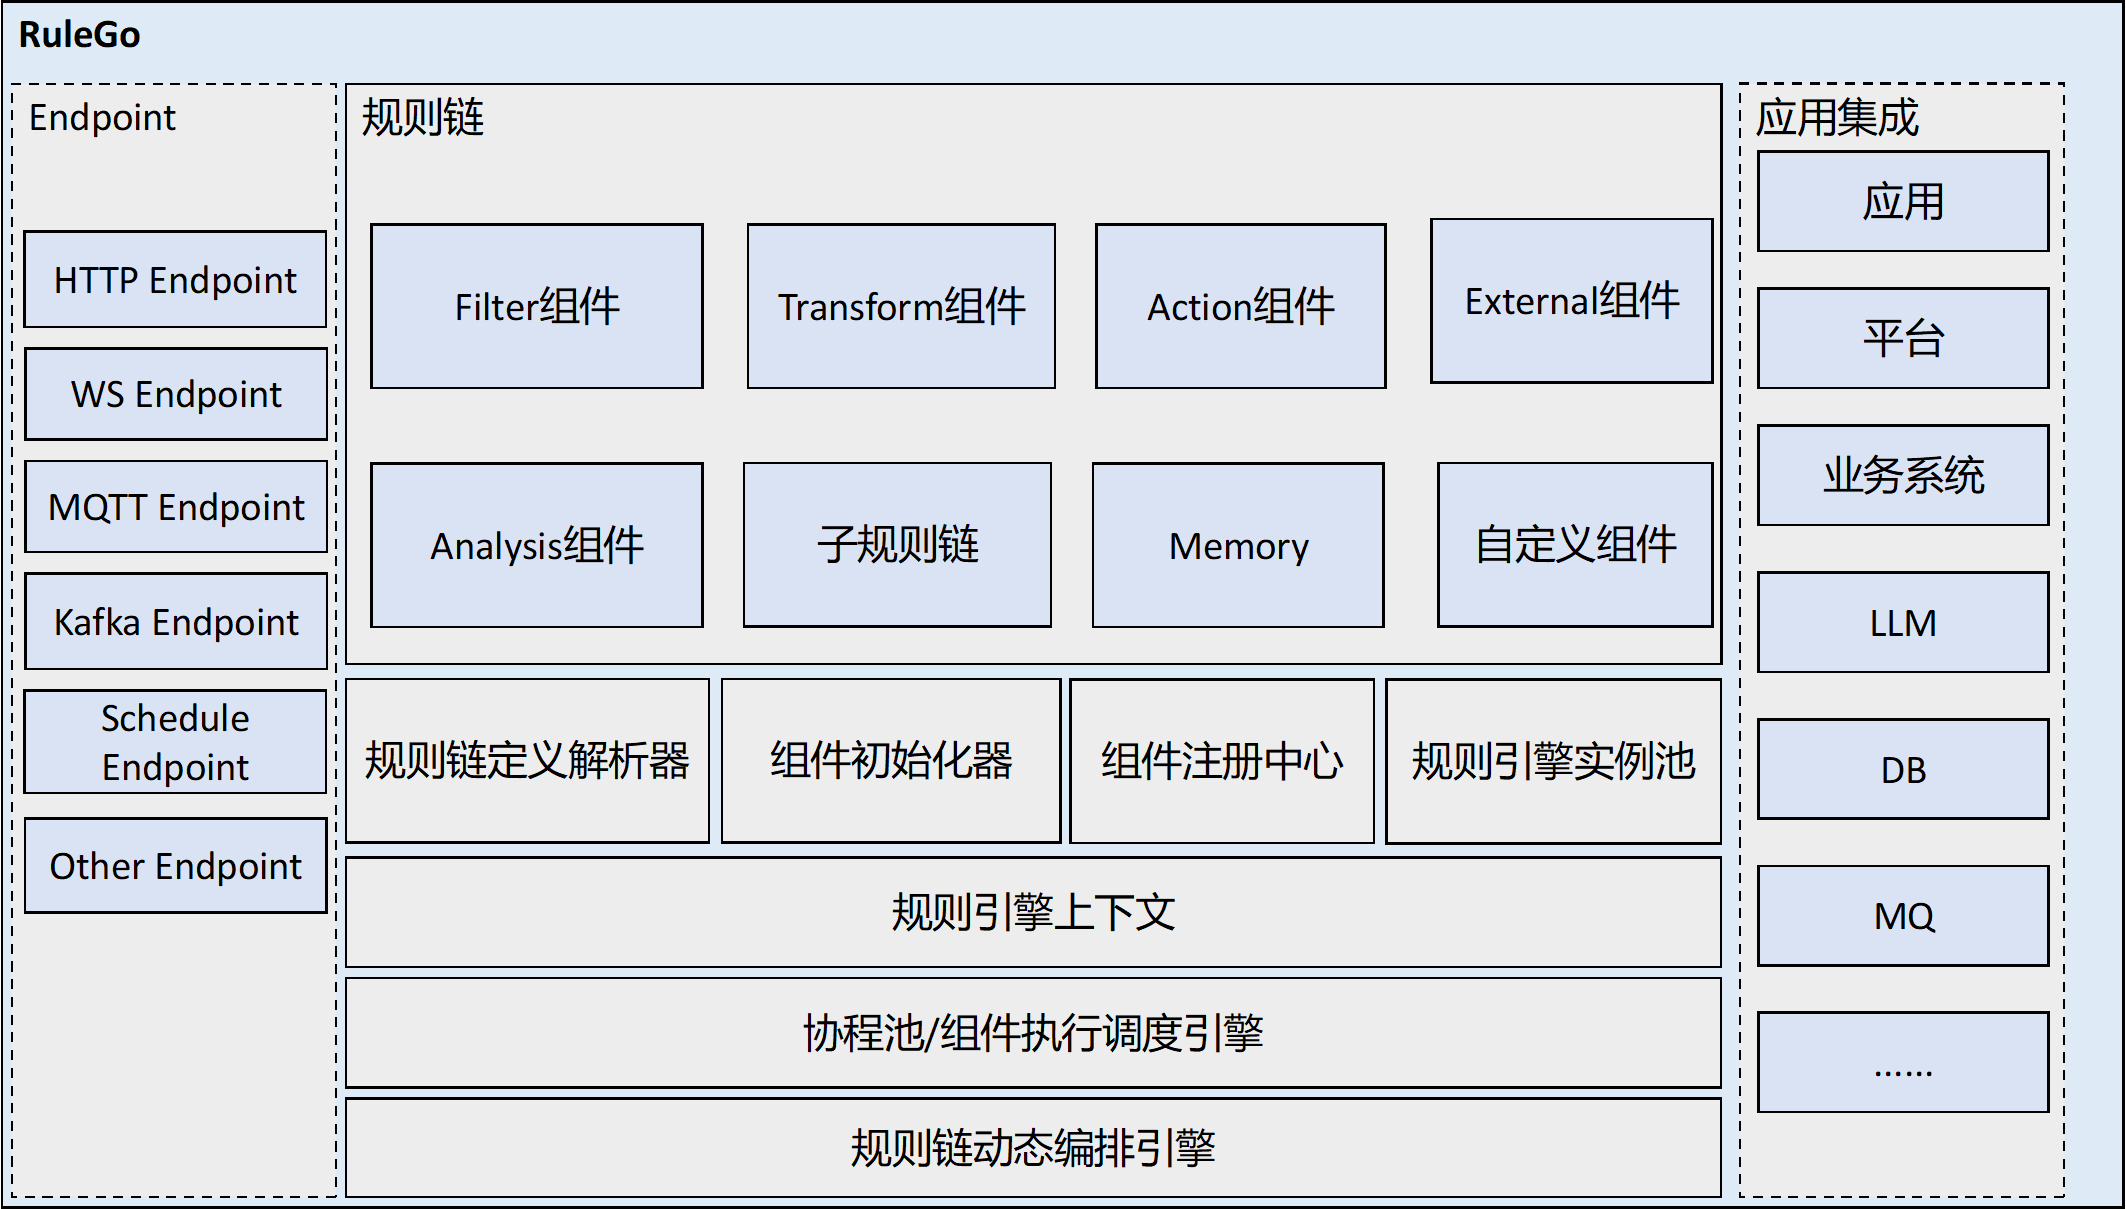 RuleGo
Endpoint
HTTP Endpoint
WS Endpoint
MQTT Endpoint
Kafka Endpoint
Schedule
Endpoint
Other Endpoint
规则链
Filter组件
Transform组件
Action组件
External组件
Analysis组件
子规则链
Memory
自定义组件
规则链定义解析器
组件初始化器
组件注册中心
规则引擎实例池
规则引擎上下文
协程池/组件执行调度引擎
规则链动态编排引擎
应用集成
应用
平台
业务系统
LLM
DB
MQ
……